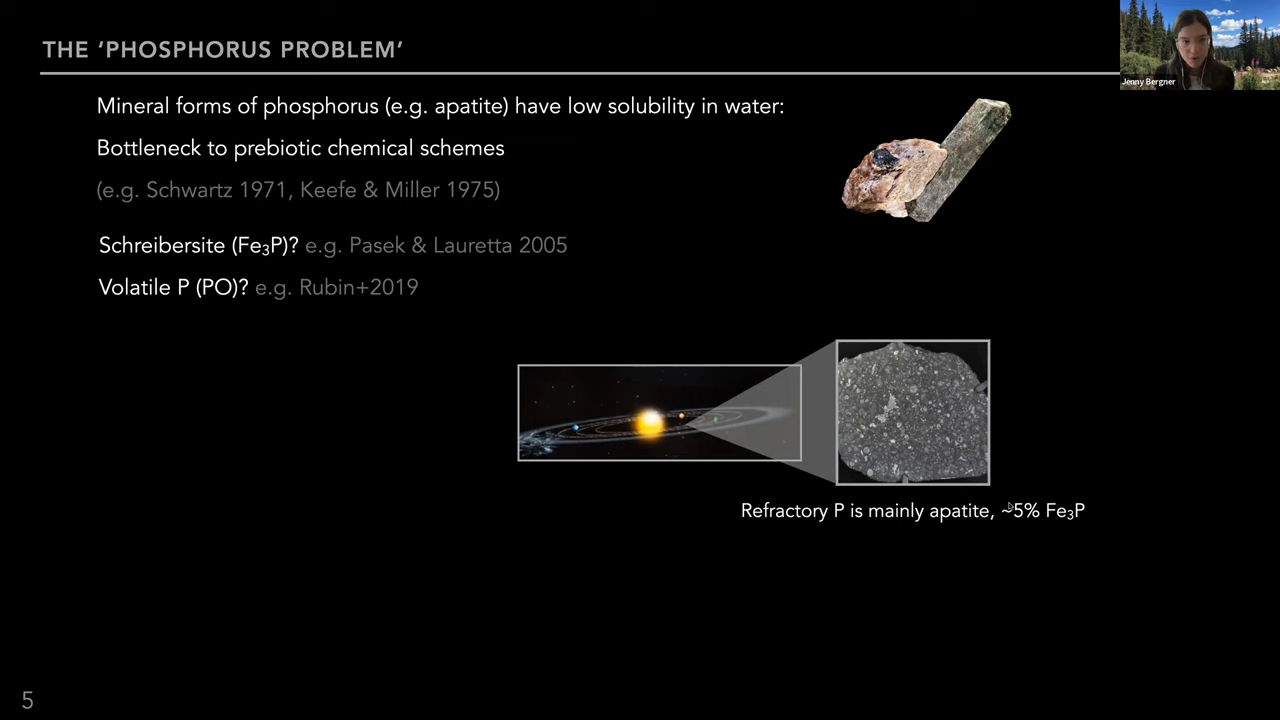 THE ‘PHOSPHORUS PROBLEM’
Jenny Bergner
Mineral forms of phosphorus (e.g. apatite) have low solubility in water:
Bottleneck to prebiotic chemical schemes
(e.g. Schwartz 1971, Keefe & Miller 1975)
Schreibersite (Fe₃P)? e.g. Pasek & Lauretta 2005
Volatile P (PO)? e.g. Rubin+2019
Refractory P is mainly apatite, ~5% Fe₃P
5